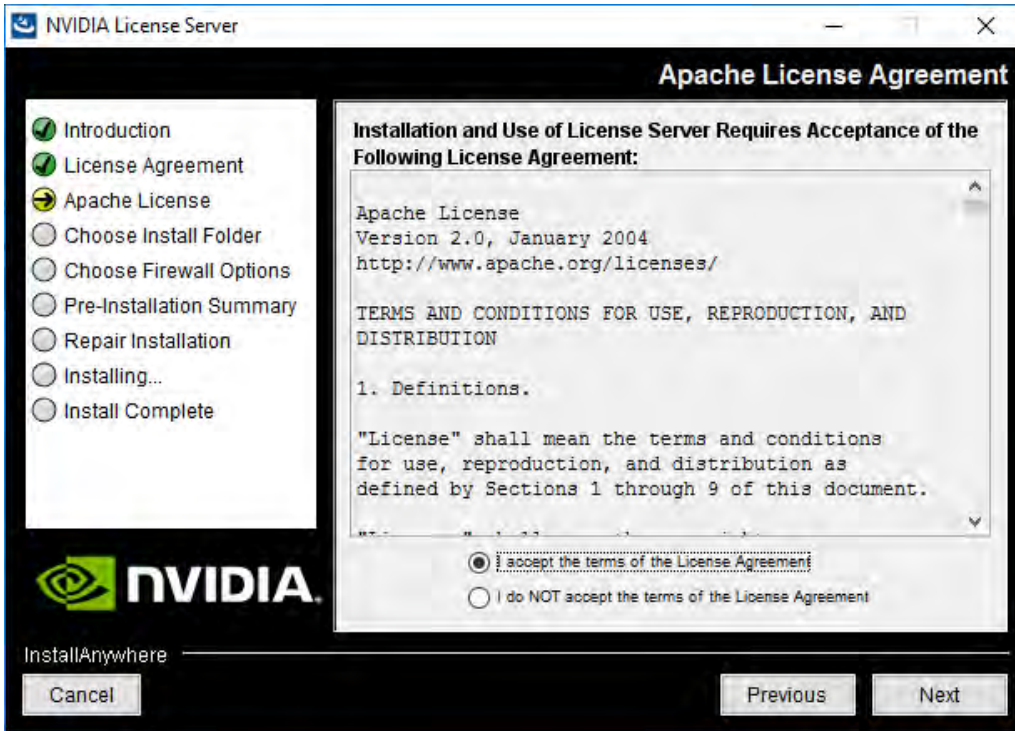 NVIDIA License Server
Apache License Agreement
Introduction
License Agreement
Apache License
Choose Install Folder
Choose Firewall Options
Pre-Installation Summary
Repair Installation
Installing...
Install Complete
Installation and Use of License Server Requires Acceptance of the
Following License Agreement:
Apache License
Version 2.0, January 2004
http://www.apache.org/licenses/
TERMS AND CONDITIONS FOR USE, REPRODUCTION, AND
DISTRIBUTION
1. Definitions.
"License" shall mean the terms and conditions
for use, reproduction, and distribution as
defined by Sections 1 through 9 of this document.
I accept the terms of the License Agreement
I do NOT accept the terms of the License Agreement
NVIDIA.
InstallAnywhere
Cancel
Previous
Next